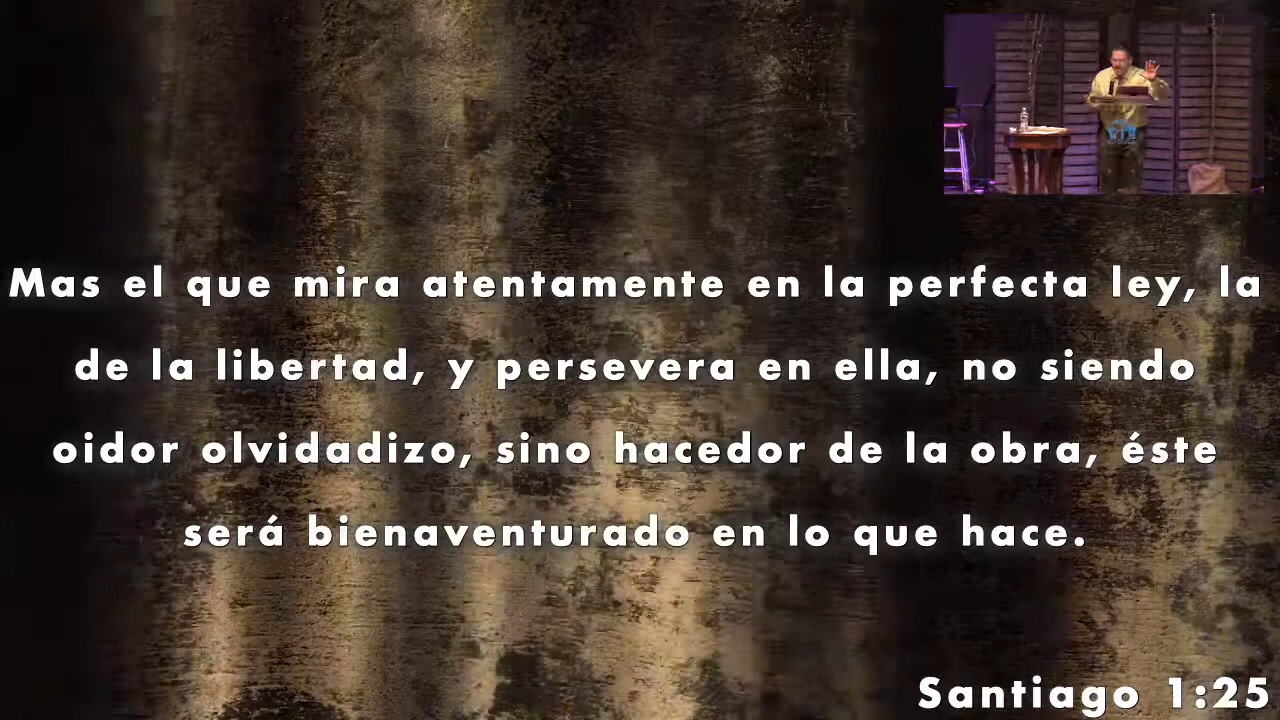 Mas el que mira atentamente en la perfecta ley, la
de la libertad, y persevera en ella, no siendo
oidor olvidadizo, sino hacedor de la obra, éste
será bienaventurado en lo que hace.
Santiago 1:25